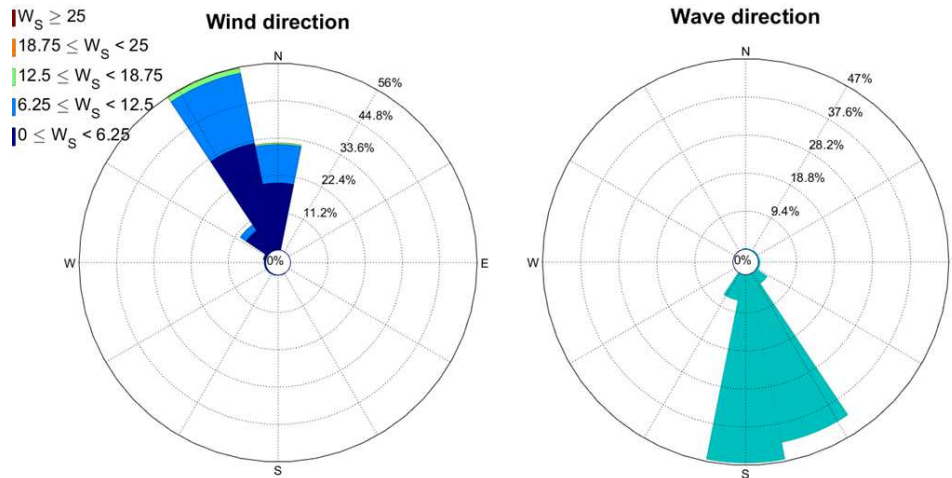 W_S ≥ 25
18.75 ≤ W_S < 25
12.5 ≤ W_S < 18.75
6.25 ≤ W_S < 12.5
0 ≤ W_S < 6.25
Wind direction
N
56%
44.8%
33.6%
22.4%
11.2%
0%
W
E
S
Wave direction
N
47%
37.6%
28.2%
18.8%
9.4%
0%
W
S